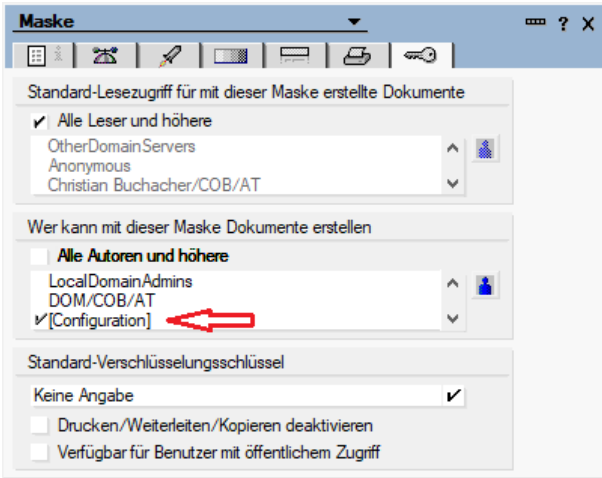 Maske
? X
Standard-Lesezugriff für mit dieser Maske erstellte Dokumente
Alle Leser und höhere
OtherDomainServers
Anonymous
Christian Buchacher/COB/AT
Wer kann mit dieser Maske Dokumente erstellen
Alle Autoren und höhere
LocalDomainAdmins
DOM/COB/AT
[Configuration]
Standard-Verschlüsselungsschlüssel
Keine Angabe
Drucken/Weiterleiten/Kopieren deaktivieren
Verfügbar für Benutzer mit öffentlichem Zugriff